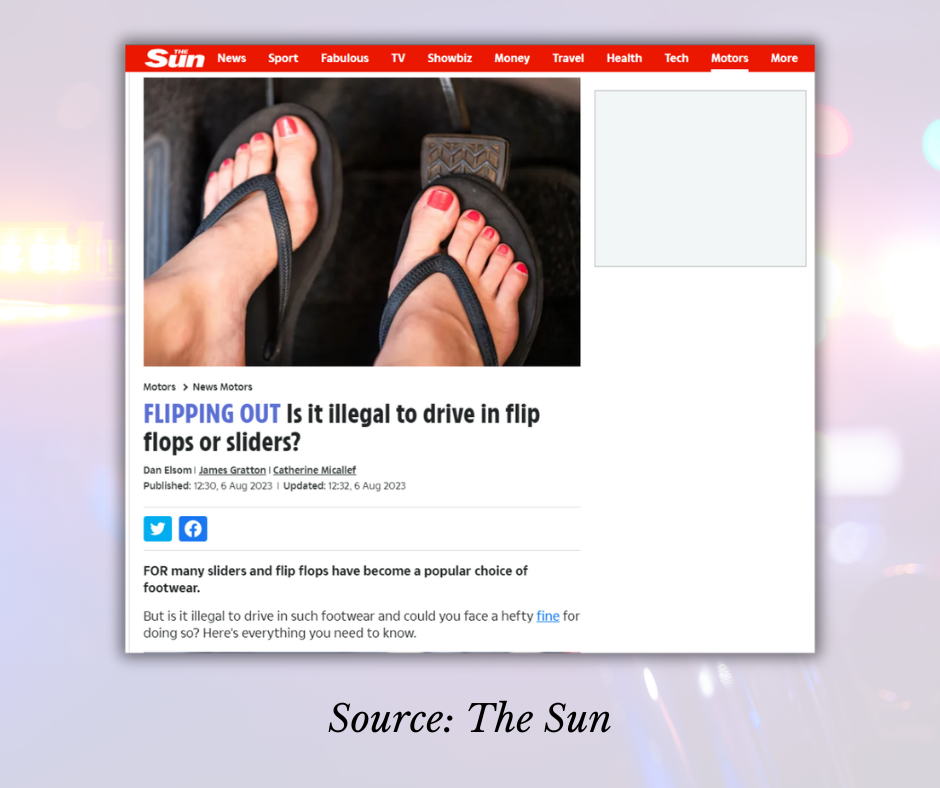 THE Sun News Sport Fabulous TV Showbiz Money Travel Health Tech Motors More
Motors > News Motors
FLIPPING OUT Is it illegal to drive in flip
flops or sliders?
Dan Elsom | James Gratton | Catherine Micallef
Published: 12:30, 6 Aug 2023 | Updated: 12:32, 6 Aug 2023
FOR many sliders and flip flops have become a popular choice of
footwear.
But is it illegal to drive in such footwear and could you face a hefty fine for
doing so? Here's everything you need to know.
Source: The Sun